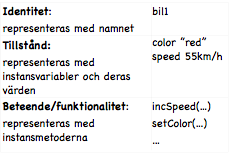 Identitet: bil1
representeras med namnet
Tillstånd: color “red”
representeras med speed 55km/h
instansvariabler och deras
värden
Beteende/funktionalitet: incSpeed(…)
representeras med setColor(…)
instansmetoderna …